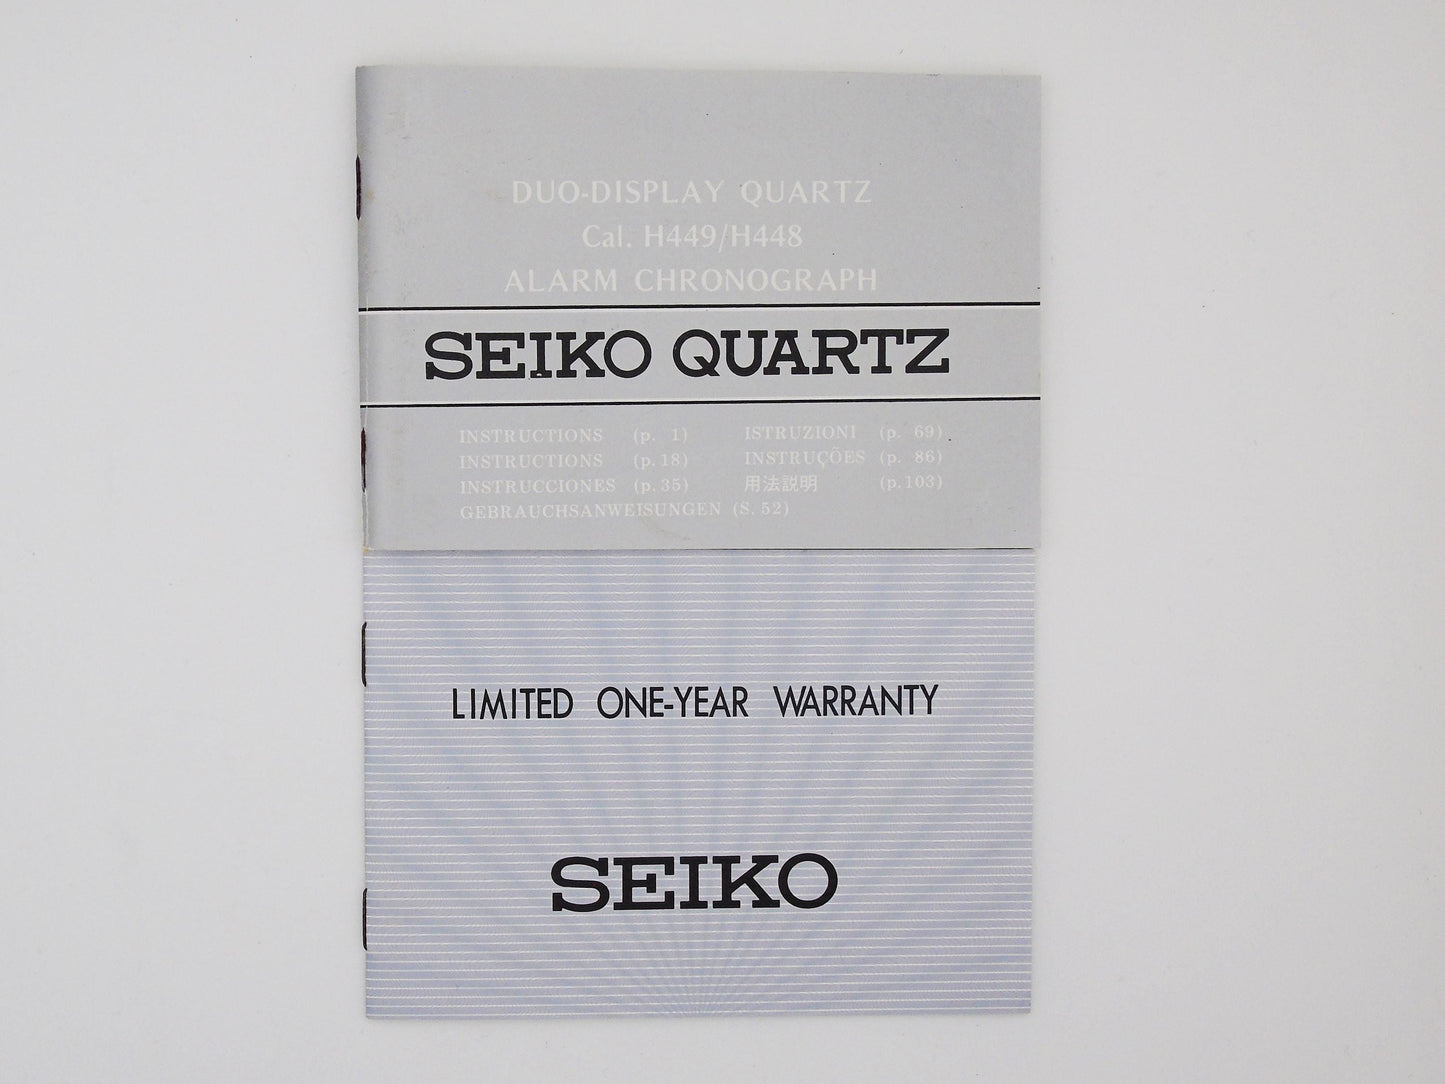 DUO-DISPLAY QUARTZ
Cal. H449/H448
ALARM CHRONOGRAPH
SEIKO QUARTZ
INSTRUCTIONS (p. 1) ISTRUZIONI (p. 69)
INSTRUCTIONS (p.18) INSTRUÇÕES (p. 86)
INSTRUCCIONES (p.35) 用法説明 (p.103)
GEBRAUCHSANWEISUNGEN (S. 52)
LIMITED ONE-YEAR WARRANTY
SEIKO